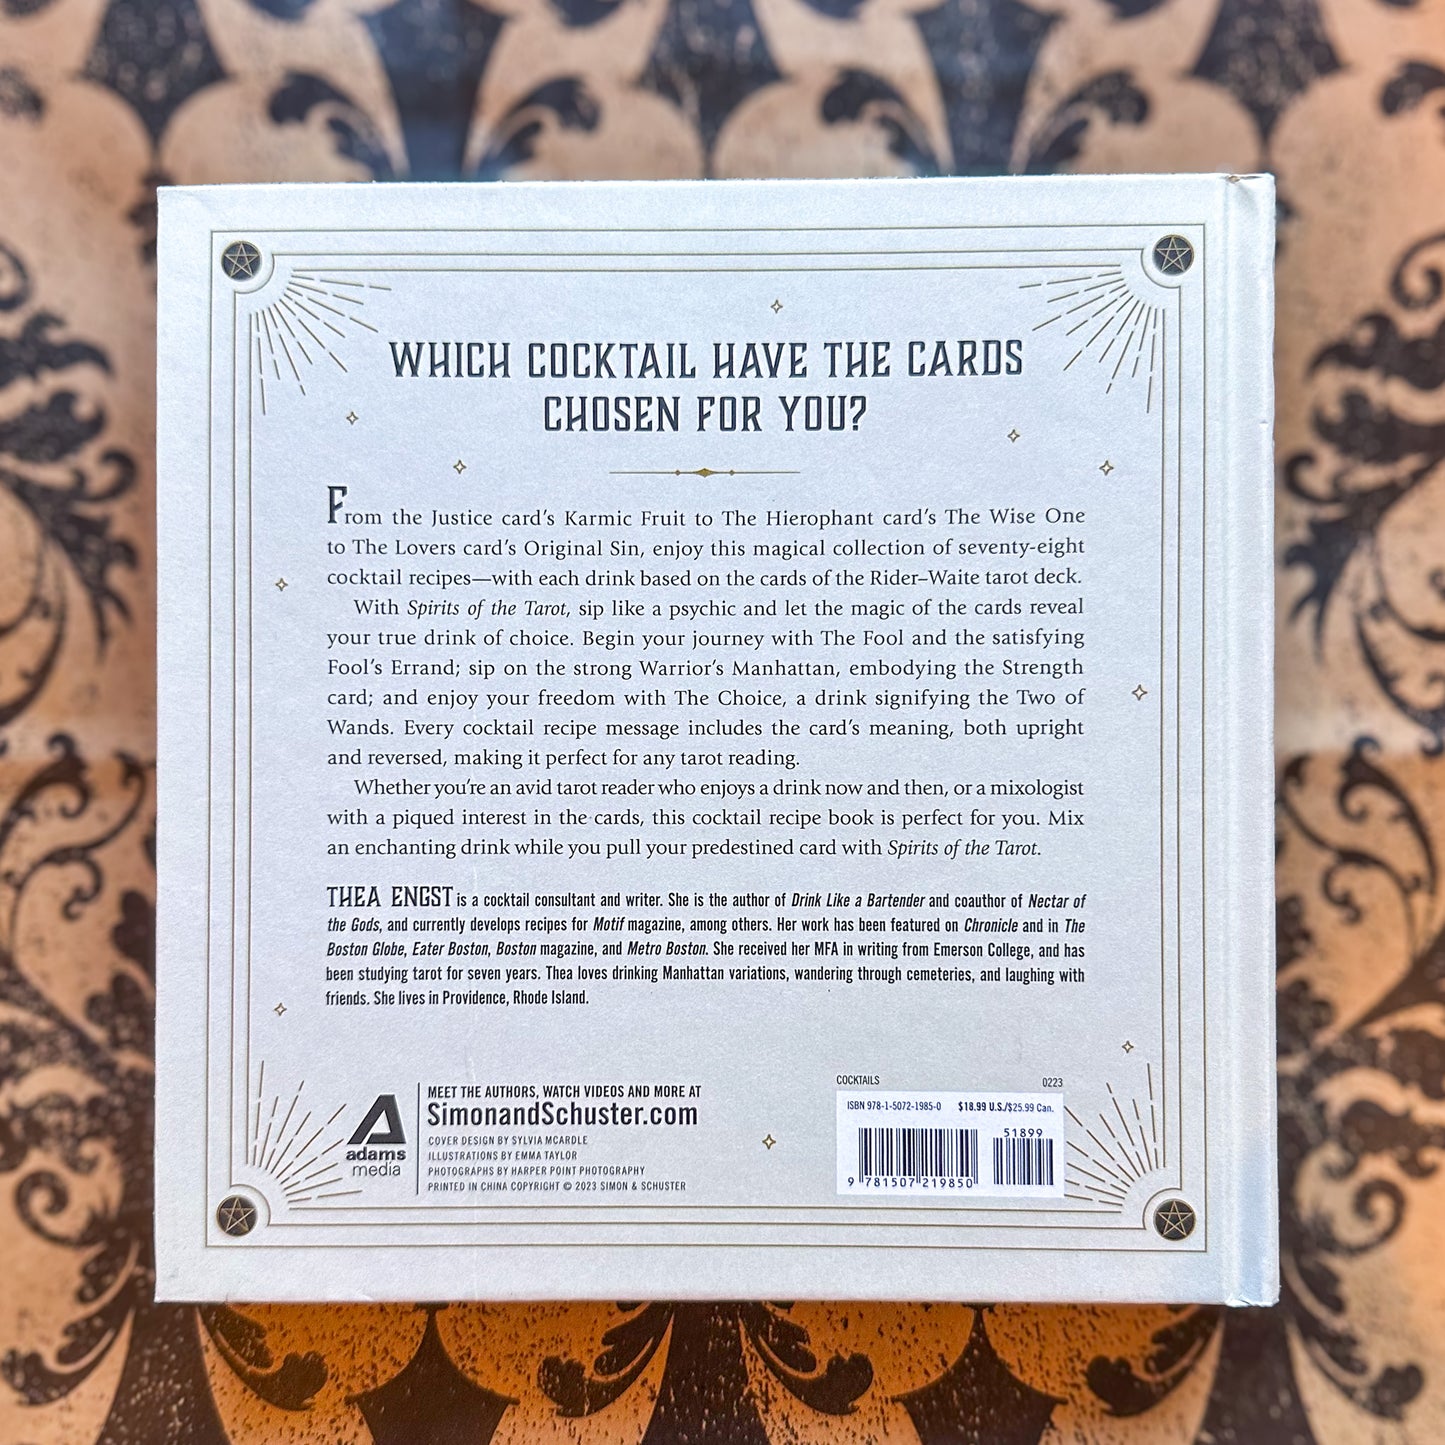 WHICH COCKTAIL HAVE THE CARDS
CHOSEN FOR YOU?
From the Justice card's Karmic Fruit to The Hierophant card's The Wise One
to The Lovers card's Original Sin, enjoy this magical collection of seventy-eight
cocktail recipes—with each drink based on the cards of the Rider–Waite tarot deck.
With Spirits of the Tarot, sip like a psychic and let the magic of the cards reveal
your true drink of choice. Begin your journey with The Fool and the satisfying
Fool's Errand; sip on the strong Warrior's Manhattan, embodying the Strength
card; and enjoy your freedom with The Choice, a drink signifying the Two of
Wands. Every cocktail recipe message includes the card's meaning, both upright
and reversed, making it perfect for any tarot reading.
Whether you're an avid tarot reader who enjoys a drink now and then, or a mixologist
with a piqued interest in the cards, this cocktail recipe book is perfect for you. Mix
an enchanting drink while you pull your predestined card with Spirits of the Tarot.
THEA ENGST is a cocktail consultant and writer. She is the author of Drink Like a Bartender and coauthor of Nectar of
the Gods, and currently develops recipes for Motif magazine, among others. Her work has been featured on Chronicle and in The
Boston Globe, Eater Boston, Boston magazine, and Metro Boston. She received her MFA in writing from Emerson College, and has
been studying tarot for seven years. Thea loves drinking Manhattan variations, wandering through cemeteries, and laughing with
friends. She lives in Providence, Rhode Island.
adams
media
MEET THE AUTHORS, WATCH VIDEOS AND MORE AT
SimonandSchuster.com
COVER DESIGN BY SYLVIA MCARDLE
ILLUSTRATIONS BY EMMA TAYLOR
PHOTOGRAPHS BY HARPER POINT PHOTOGRAPHY
PRINTED IN CHINA COPYRIGHT © 2023 SIMON & SCHUSTER
COCKTAILS 0223
ISBN 978-1-5072-1985-0 $18.99 U.S./$25.99 Can.
51899
9 781507 219850